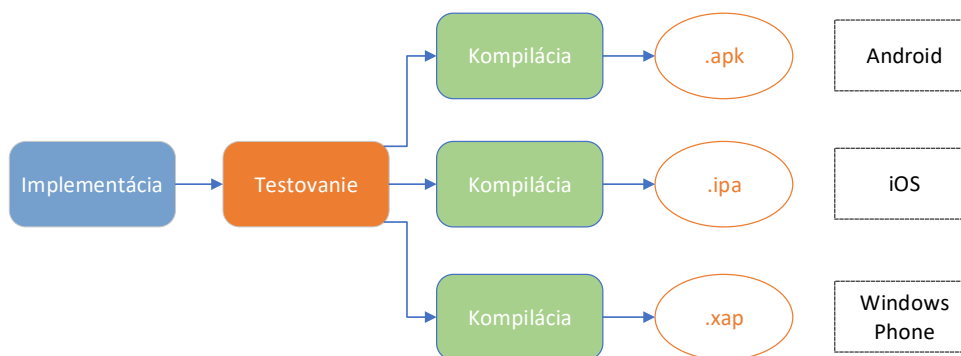 Kompilácia
.apk
Android
Implementácia
Testovanie
Kompilácia
.ipa
iOS
Kompilácia
.xap
Windows
Phone